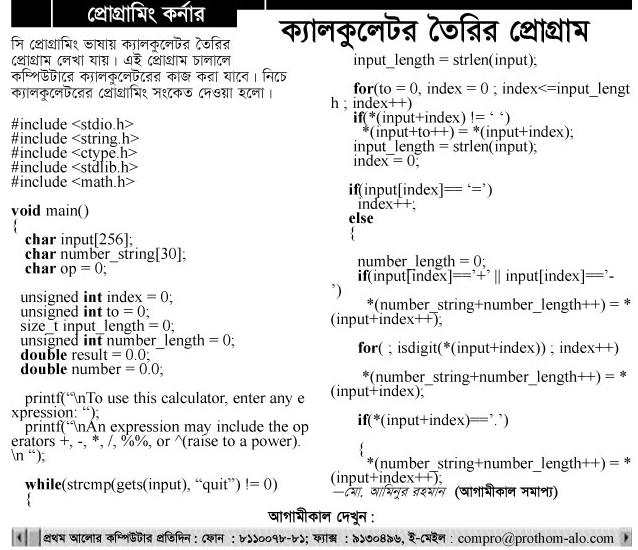 প্রোগ্রামিং কর্নার
ক্যালকুলেটর তৈরির প্রোগ্রাম
সি প্রোগ্রামিং ভাষায় ক্যালকুলেটর তৈরির
প্রোগ্রাম লেখা যায়। এই প্রোগ্রাম চালালে
কম্পিউটারে ক্যালকুলেটরের কাজ করা যাবে। নিচে
ক্যালকুলেটরের প্রোগ্রামিং সংকেত দেওয়া হলো।
#include <stdio.h>
#include <string.h>
#include <ctype.h>
#include <stdlib.h>
#include <math.h>
void main()
{
char input[256];
char number_string[30];
char op = 0;
unsigned int index = 0;
unsigned int to = 0;
size_t input_length = 0;
unsigned int number_length = 0;
double result = 0.0;
double number = 0.0;
printf(“\nTo use this calculator, enter any e
xpression: “);
printf(“\nAn expression may include the op
erators +, -, *, /, %%, or ^(raise to a power).
\n “);
while(strcmp(gets(input), “quit”) != 0)
{
input_length = strlen(input);
for(to = 0, index = 0 ; index<=input_lengt
h ; index++)
if(*(input+index) != ‘ ‘)
*(input+to++) = *(input+index);
input_length = strlen(input);
index = 0;
if(input[index]== ‘=’)
index++;
else
{
number_length = 0;
if(input[index]==’+’ || input[index]==’-
’)
*(number_string+number_length++) = *
(input+index++);
for( ; isdigit(*(input+index)) ; index++)
*(number_string+number_length++) = *
(input+index);
if(*(input+index)==’.’)
{
*(number_string+number_length++) = *
(input+index++);
—মো. আমিনুর রহমান (আগামীকাল সমাপ্য)
আগামীকাল দেখুন :
প্রথম আলোর কম্পিউটার প্রতিদিন : ফোন : ৮১১০০৭৮-৮১; ফ্যাক্স : ৯১৩০৪৯৬, ই-মেইল : compro@prothom-alo.com